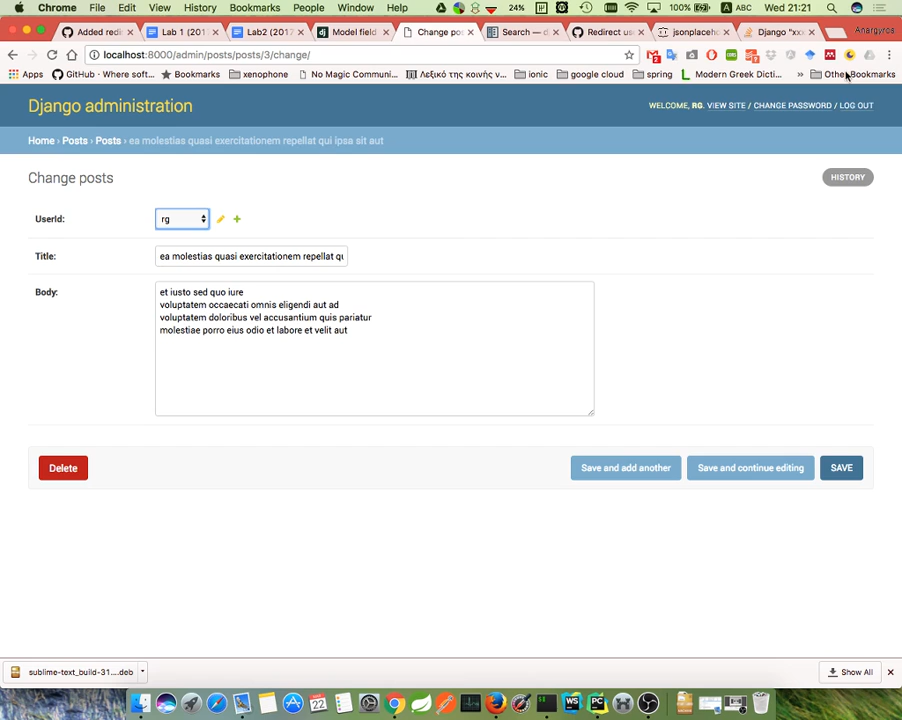 Chrome File Edit View History Bookmarks People Window Help 24% 100% ABC Wed 21:21
Added redi Lab 1 (201 Lab2 (2017 Model field Change po Search — d Redirect us jsonplaceh Django "xxx Anargyros
localhost:8000/admin/posts/posts/3/change/
Apps GitHub - Where soft... Bookmarks xenophone No Magic Communi... Λεξικό της κοινής ν... ionic google cloud spring Modern Greek Dicti... » Other Bookmarks
Django administration
WELCOME, RG. VIEW SITE / CHANGE PASSWORD / LOG OUT
Home › Posts › Posts › ea molestias quasi exercitationem repellat qui ipsa sit aut
Change posts
HISTORY
UserId: rg
Title: ea molestias quasi exercitationem repellat qu
Body: et iusto sed quo iure
voluptatem occaecati omnis eligendi aut ad
voluptatem doloribus vel accusantium quis pariatur
molestiae porro eius odio et labore et velit aut
Delete Save and add another Save and continue editing SAVE
sublime-text_build-31....deb Show All